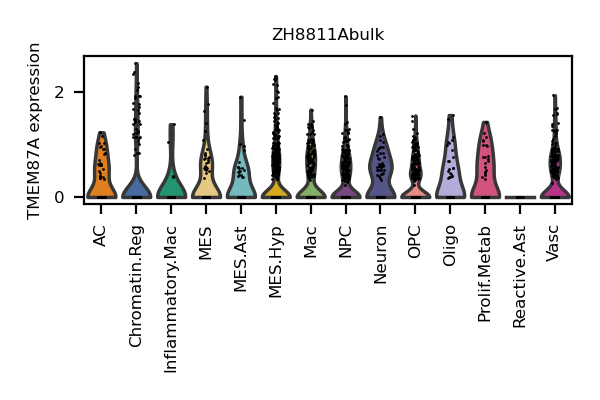 ZH8811Abulk
TMEM87A expression
2
0
AC
Chromatin.Reg
Inflammatory.Mac
MES
MES.Ast
MES.Hyp
Mac
NPC
Neuron
OPC
Oligo
Prolif.Metab
Reactive.Ast
Vasc